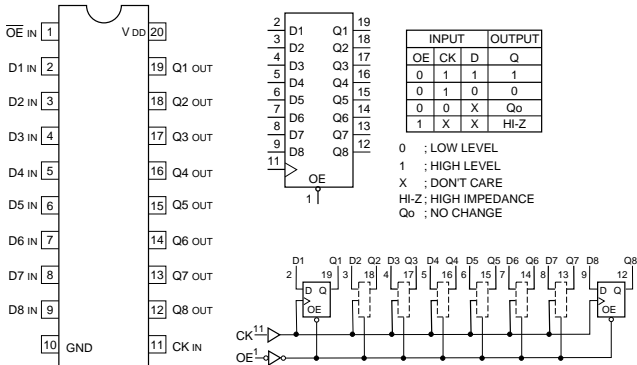 OE IN 1
D1 IN 2
D2 IN 3
D3 IN 4
D4 IN 5
D5 IN 6
D6 IN 7
D7 IN 8
D8 IN 9
10 GND
V DD 20
19 Q1 OUT
18 Q2 OUT
17 Q3 OUT
16 Q4 OUT
15 Q5 OUT
14 Q6 OUT
13 Q7 OUT
12 Q8 OUT
11 CK IN
2 D1 Q1 19
3 D2 Q2 18
4 D3 Q3 17
5 D4 Q4 16
6 D5 Q5 15
7 D6 Q6 14
8 D7 Q7 13
9 D8 Q8 12
11
OE
1
INPUT OUTPUT
OE CK D Q
0 1 1 1
0 1 0 0
0 0 X Qo
1 X X HI-Z
0 ; LOW LEVEL
1 ; HIGH LEVEL
X ; DON'T CARE
HI-Z ; HIGH IMPEDANCE
Qo ; NO CHANGE
D1 Q1 D2 Q2 D3 Q3 D4 Q4 D5 Q5 D6 Q6 D7 Q7 D8 Q8
2 19 3 18 4 17 5 16 6 15 7 14 8 13 9 12
D Q D Q
OE OE
CK 11
OE 1